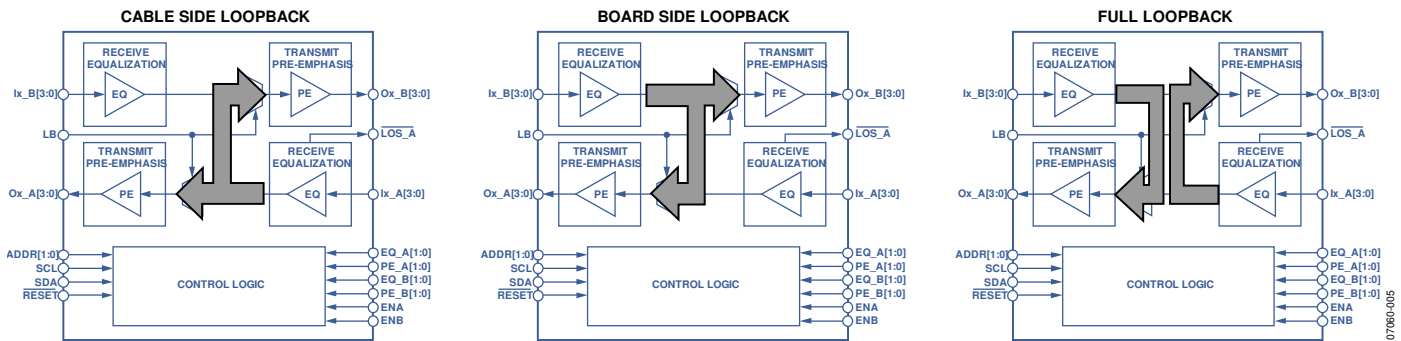 CABLE SIDE LOOPBACK
RECEIVE
EQUALIZATION
TRANSMIT
PRE-EMPHASIS
Ix_B[3:0]
EQ
PE
Ox_B[3:0]
LB
LOS_A
TRANSMIT
PRE-EMPHASIS
RECEIVE
EQUALIZATION
Ox_A[3:0]
PE
EQ
Ix_A[3:0]
ADDR[1:0]
SCL
SDA
RESET
CONTROL LOGIC
EQ_A[1:0]
PE_A[1:0]
EQ_B[1:0]
PE_B[1:0]
ENA
ENB
BOARD SIDE LOOPBACK
RECEIVE
EQUALIZATION
TRANSMIT
PRE-EMPHASIS
Ix_B[3:0]
EQ
PE
Ox_B[3:0]
LB
LOS_A
TRANSMIT
PRE-EMPHASIS
RECEIVE
EQUALIZATION
Ox_A[3:0]
PE
EQ
Ix_A[3:0]
ADDR[1:0]
SCL
SDA
RESET
CONTROL LOGIC
EQ_A[1:0]
PE_A[1:0]
EQ_B[1:0]
PE_B[1:0]
ENA
ENB
FULL LOOPBACK
RECEIVE
EQUALIZATION
TRANSMIT
PRE-EMPHASIS
Ix_B[3:0]
EQ
PE
Ox_B[3:0]
LB
LOS_A
TRANSMIT
PRE-EMPHASIS
RECEIVE
EQUALIZATION
Ox_A[3:0]
PE
EQ
Ix_A[3:0]
ADDR[1:0]
SCL
SDA
RESET
CONTROL LOGIC
EQ_A[1:0]
PE_A[1:0]
EQ_B[1:0]
PE_B[1:0]
ENA
ENB
07060-005